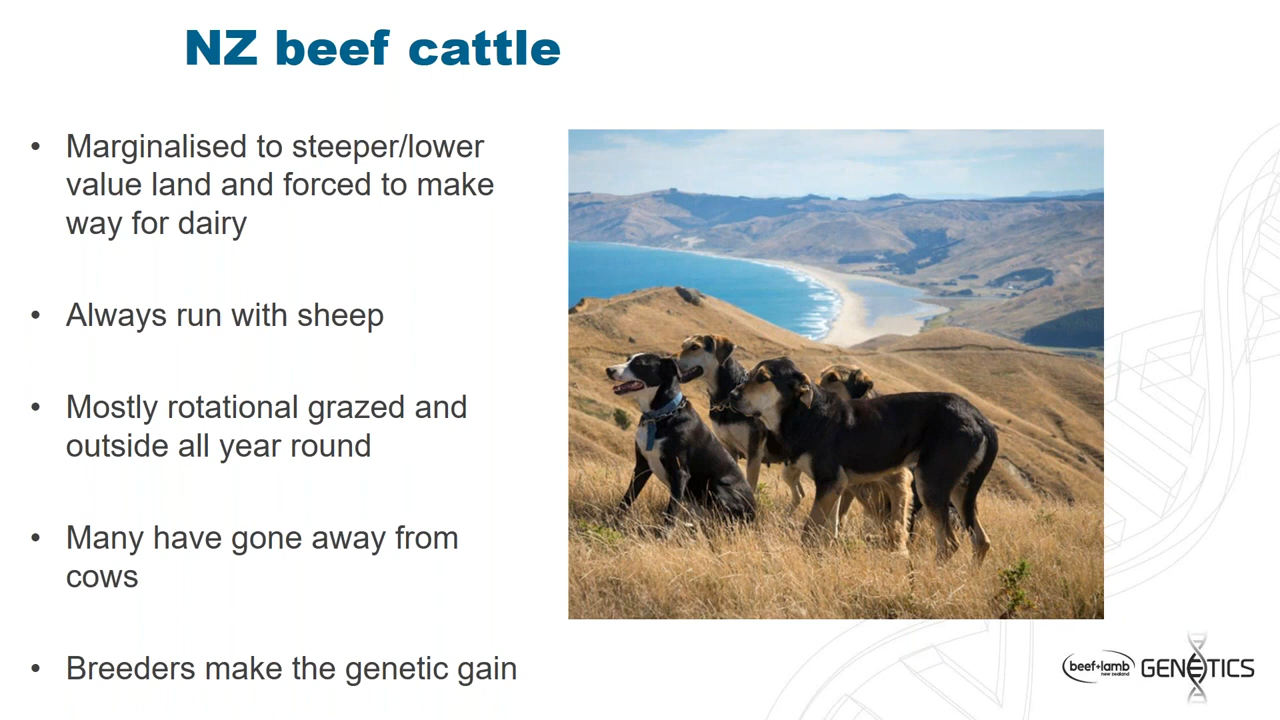 NZ beef cattle
• Marginalised to steeper/lower
value land and forced to make
way for dairy
• Always run with sheep
• Mostly rotational grazed and
outside all year round
• Many have gone away from
cows
• Breeders make the genetic gain
beef+lamb
new zealand
GENETICS